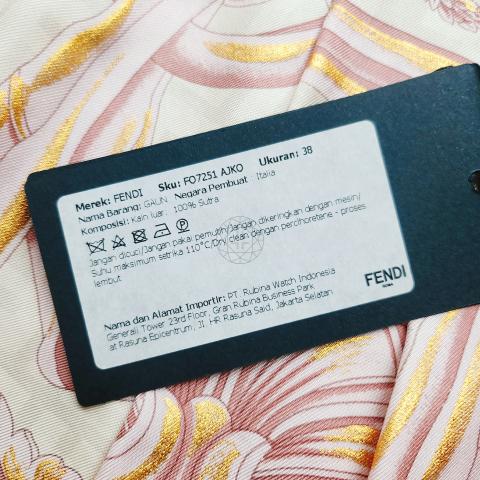 Merek: FENDI Sku: FO7251 AJKO Ukuran: 38
Nama Barang: GAUN Negara Pembuat: Italia
Komposisi: Kain luar: 100% Sutra
Jangan dicuci/Jangan pakai pemutih/Jangan dikeringkan dengan mesin/
Suhu maksimum setrika 110°C/Dry clean dengan perchloretene - proses
lembut
FENDI
ROMA
Nama dan Alamat Importir: PT. Rubina Watch Indonesia
Generali Tower 23rd Floor, Gran Rubina Business Park
at Rasuna Epicentrum, Jl. HR Rasuna Said, Jakarta Selatan